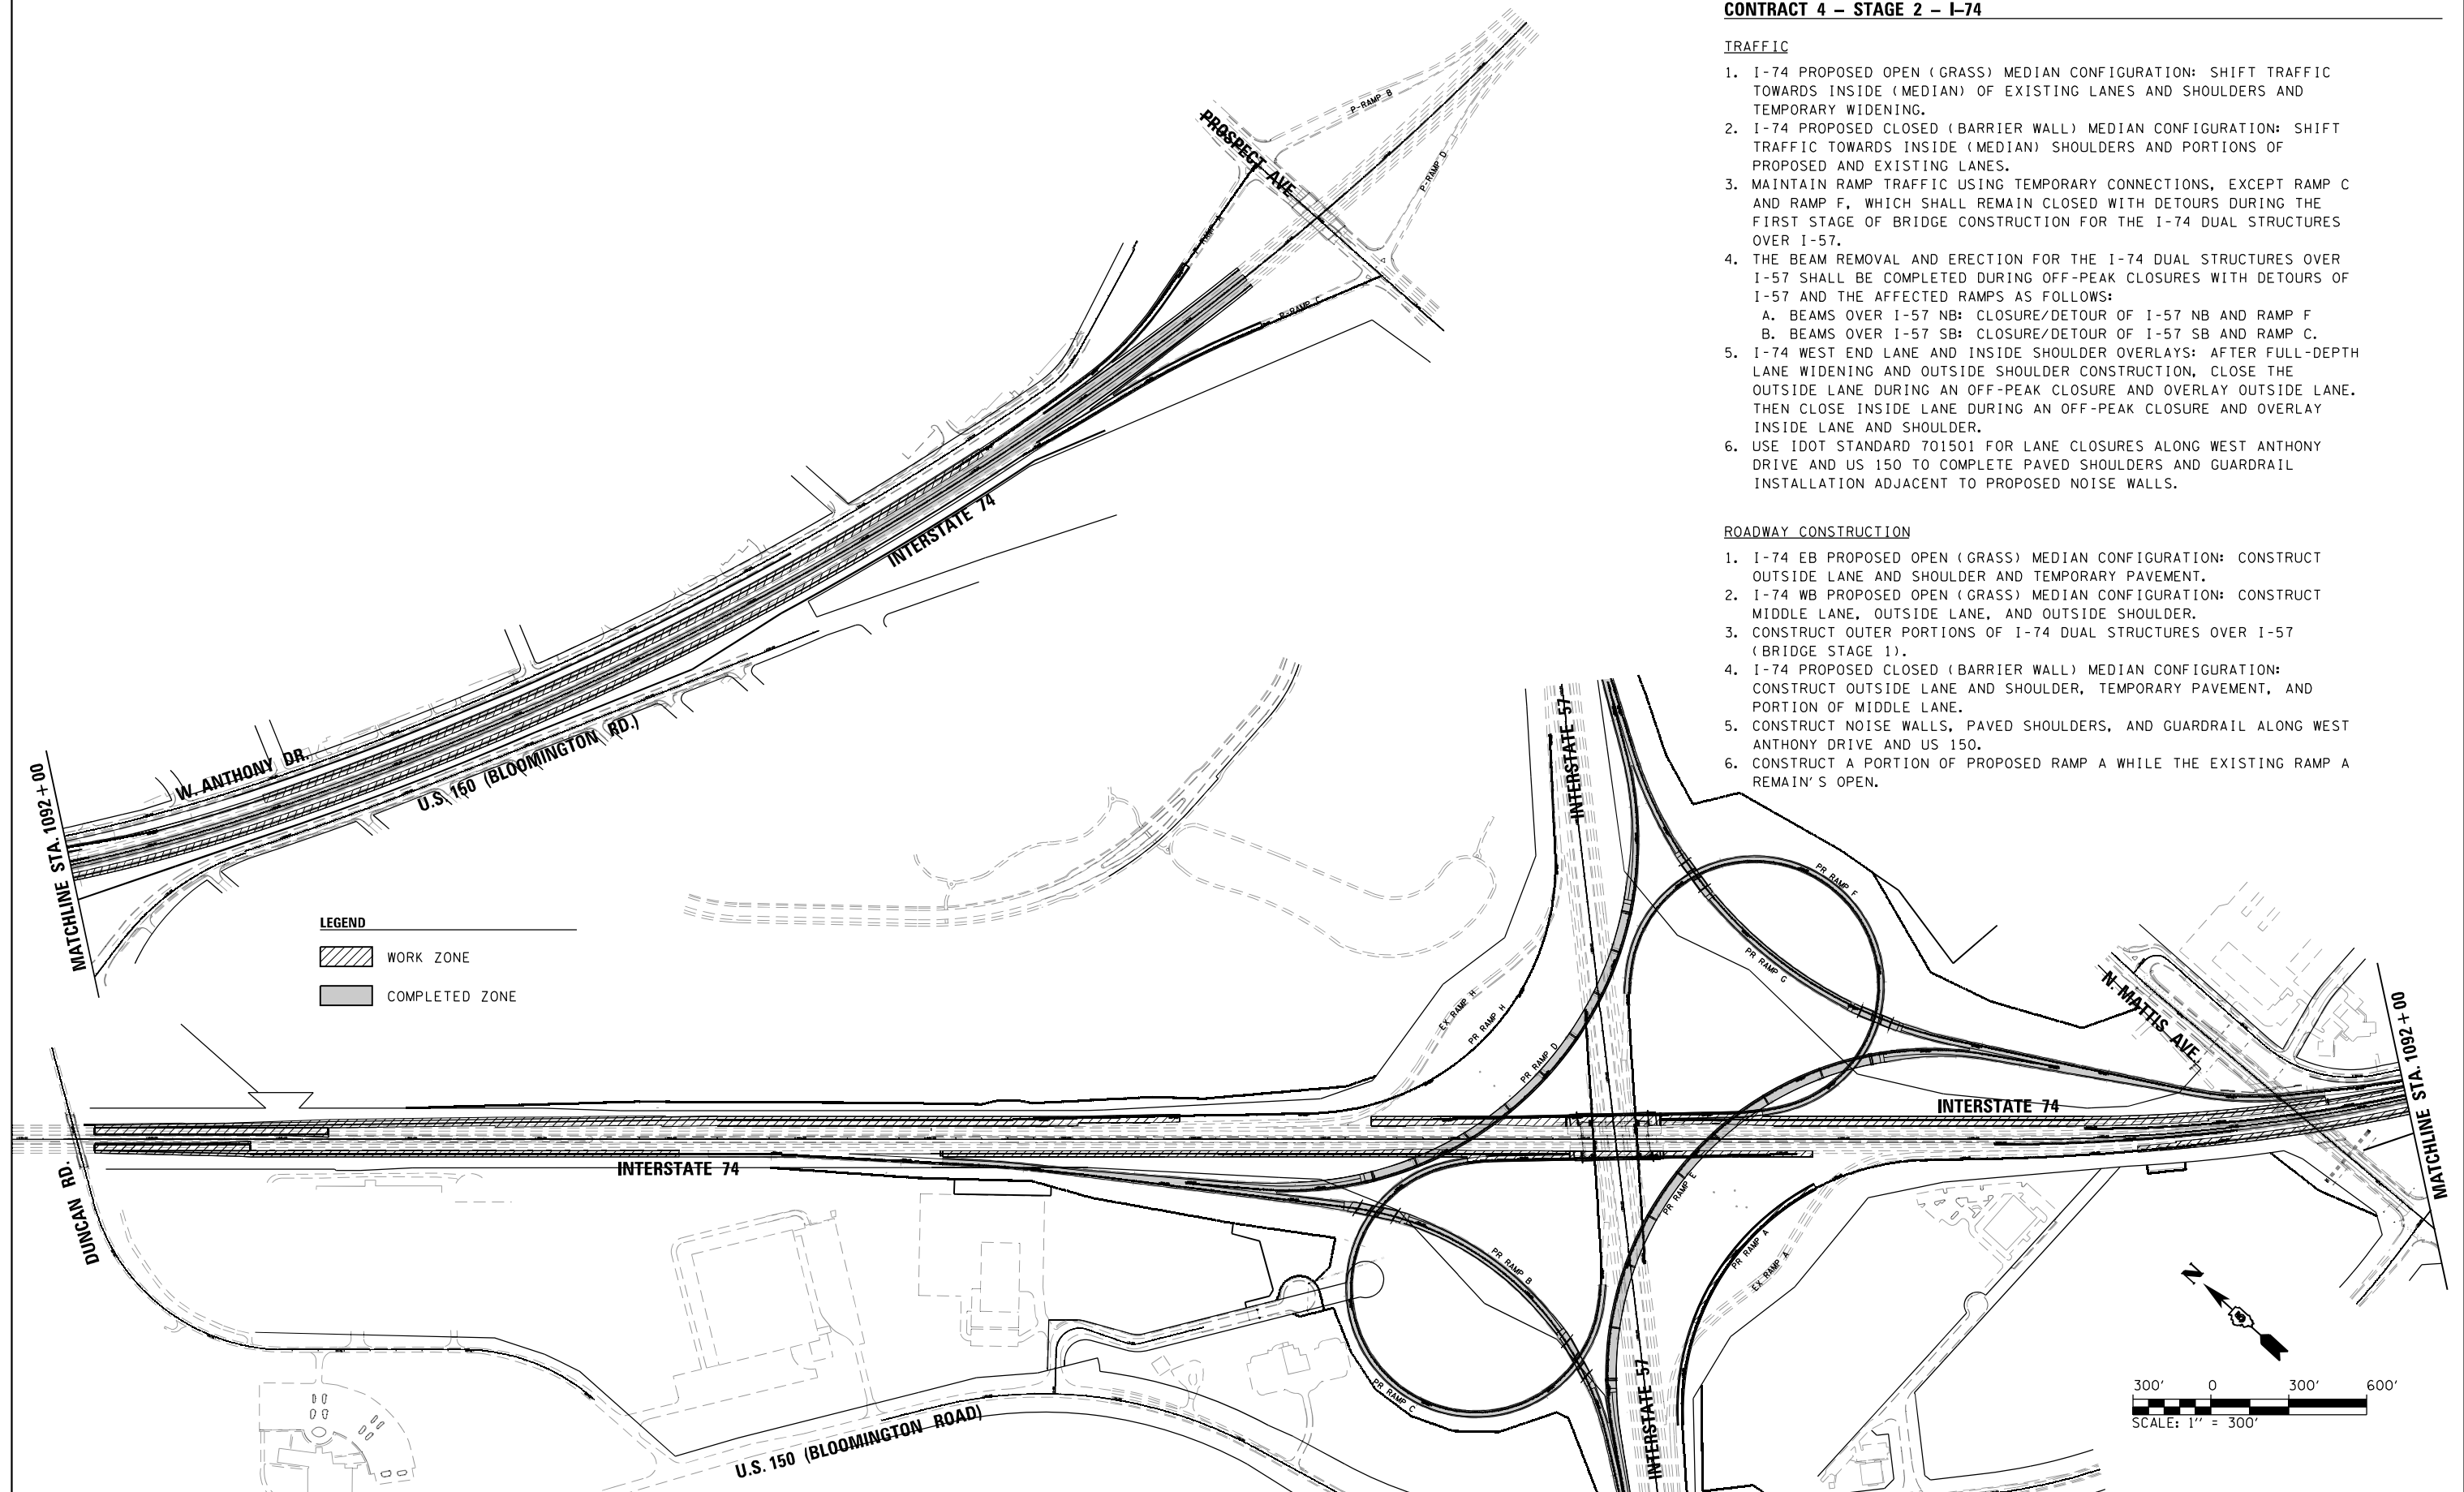 CONTRACT 4 – STAGE 2 – I–74
TRAFFIC
1. I-74 PROPOSED OPEN (GRASS) MEDIAN CONFIGURATION: SHIFT TRAFFIC
TOWARDS INSIDE (MEDIAN) OF EXISTING LANES AND SHOULDERS AND
TEMPORARY WIDENING.
2. I-74 PROPOSED CLOSED (BARRIER WALL) MEDIAN CONFIGURATION: SHIFT
TRAFFIC TOWARDS INSIDE (MEDIAN) SHOULDERS AND PORTIONS OF
PROPOSED AND EXISTING LANES.
3. MAINTAIN RAMP TRAFFIC USING TEMPORARY CONNECTIONS, EXCEPT RAMP C
AND RAMP F, WHICH SHALL REMAIN CLOSED WITH DETOURS DURING THE
FIRST STAGE OF BRIDGE CONSTRUCTION FOR THE I-74 DUAL STRUCTURES
OVER I-57.
4. THE BEAM REMOVAL AND ERECTION FOR THE I-74 DUAL STRUCTURES OVER
I-57 SHALL BE COMPLETED DURING OFF-PEAK CLOSURES WITH DETOURS OF
I-57 AND THE AFFECTED RAMPS AS FOLLOWS:
A. BEAMS OVER I-57 NB: CLOSURE/DETOUR OF I-57 NB AND RAMP F
B. BEAMS OVER I-57 SB: CLOSURE/DETOUR OF I-57 SB AND RAMP C.
5. I-74 WEST END LANE AND INSIDE SHOULDER OVERLAYS: AFTER FULL-DEPTH
LANE WIDENING AND OUTSIDE SHOULDER CONSTRUCTION, CLOSE THE
OUTSIDE LANE DURING AN OFF-PEAK CLOSURE AND OVERLAY OUTSIDE LANE.
THEN CLOSE INSIDE LANE DURING AN OFF-PEAK CLOSURE AND OVERLAY
INSIDE LANE AND SHOULDER.
6. USE IDOT STANDARD 701501 FOR LANE CLOSURES ALONG WEST ANTHONY
DRIVE AND US 150 TO COMPLETE PAVED SHOULDERS AND GUARDRAIL
INSTALLATION ADJACENT TO PROPOSED NOISE WALLS.
ROADWAY CONSTRUCTION
1. I-74 EB PROPOSED OPEN (GRASS) MEDIAN CONFIGURATION: CONSTRUCT
OUTSIDE LANE AND SHOULDER AND TEMPORARY PAVEMENT.
2. I-74 WB PROPOSED OPEN (GRASS) MEDIAN CONFIGURATION: CONSTRUCT
MIDDLE LANE, OUTSIDE LANE, AND OUTSIDE SHOULDER.
3. CONSTRUCT OUTER PORTIONS OF I-74 DUAL STRUCTURES OVER I-57
(BRIDGE STAGE 1).
4. I-74 PROPOSED CLOSED (BARRIER WALL) MEDIAN CONFIGURATION:
CONSTRUCT OUTSIDE LANE AND SHOULDER, TEMPORARY PAVEMENT, AND
PORTION OF MIDDLE LANE.
5. CONSTRUCT NOISE WALLS, PAVED SHOULDERS, AND GUARDRAIL ALONG WEST
ANTHONY DRIVE AND US 150.
6. CONSTRUCT A PORTION OF PROPOSED RAMP A WHILE THE EXISTING RAMP A
REMAIN'S OPEN.
P-RAMP B
PROSPECT AVE
P-RAMP D
P-RAMP C
INTERSTATE 74
W. ANTHONY DR.
U.S. 150 (BLOOMINGTON RD.)
MATCHLINE STA. 1092+00
LEGEND
WORK ZONE
COMPLETED ZONE
INTERSTATE 57
PR RAMP F
PR RAMP G
EX RAMP H
PR RAMP H
PR RAMP D
N. MATTIS AVE.
MATCHLINE STA. 1092+00
INTERSTATE 74
INTERSTATE 74
DUNCAN RD.
PR RAMP E
PR RAMP A
EX RAMP A
PR RAMP B
PR RAMP C
INTERSTATE 57
U.S. 150 (BLOOMINGTON ROAD)
N
300' 0 300' 600'
SCALE: 1'' = 300'